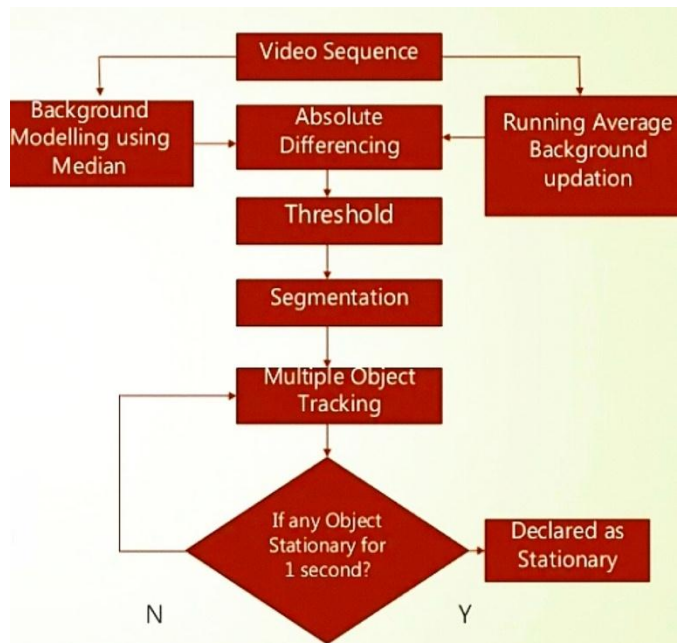 Video Sequence
Background
Modelling using
Median
Absolute
Differencing
Running Average
Background
updation
Threshold
Segmentation
Multiple Object
Tracking
If any Object
Stationary for
1 second?
Declared as
Stationary
N
Y